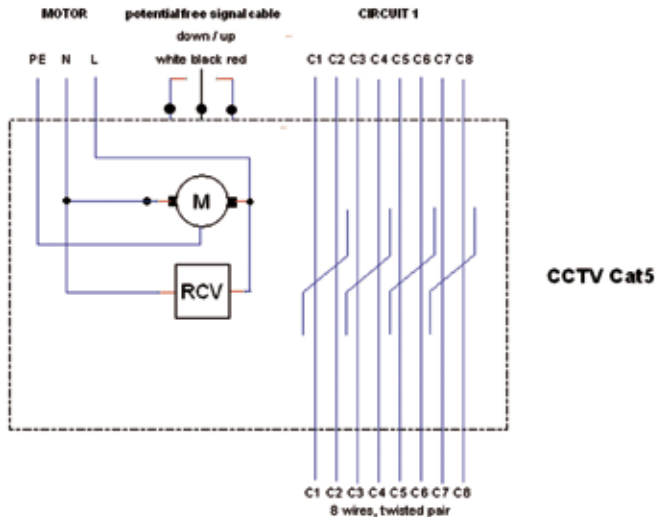 MOTOR potential free signal cable CIRCUIT 1
down / up
PE N L white black red C1 C2 C3 C4 C5 C6 C7 C8
M
RCV
CCTV Cat5
C1 C2 C3 C4 C5 C6 C7 C8
8 wires, twisted pair